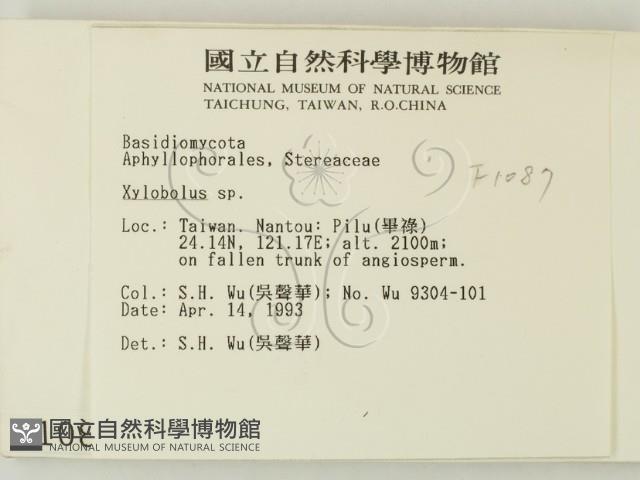 國立自然科學博物館
NATIONAL MUSEUM OF NATURAL SCIENCE
TAICHUNG, TAIWAN, R.O.CHINA
Basidiomycota
Aphyllophorales, Stereaceae
F1087
Xylobolus sp.
Loc.: Taiwan. Nantou: Pilu(畢祿)
24.14N, 121.17E; alt. 2100m;
on fallen trunk of angiosperm.
Col.: S.H. Wu(吳聲華); No. Wu 9304-101
Date: Apr. 14, 1993
Det.: S.H. Wu(吳聲華)
國立自然科學博物館
NATIONAL MUSEUM OF NATURAL SCIENCE